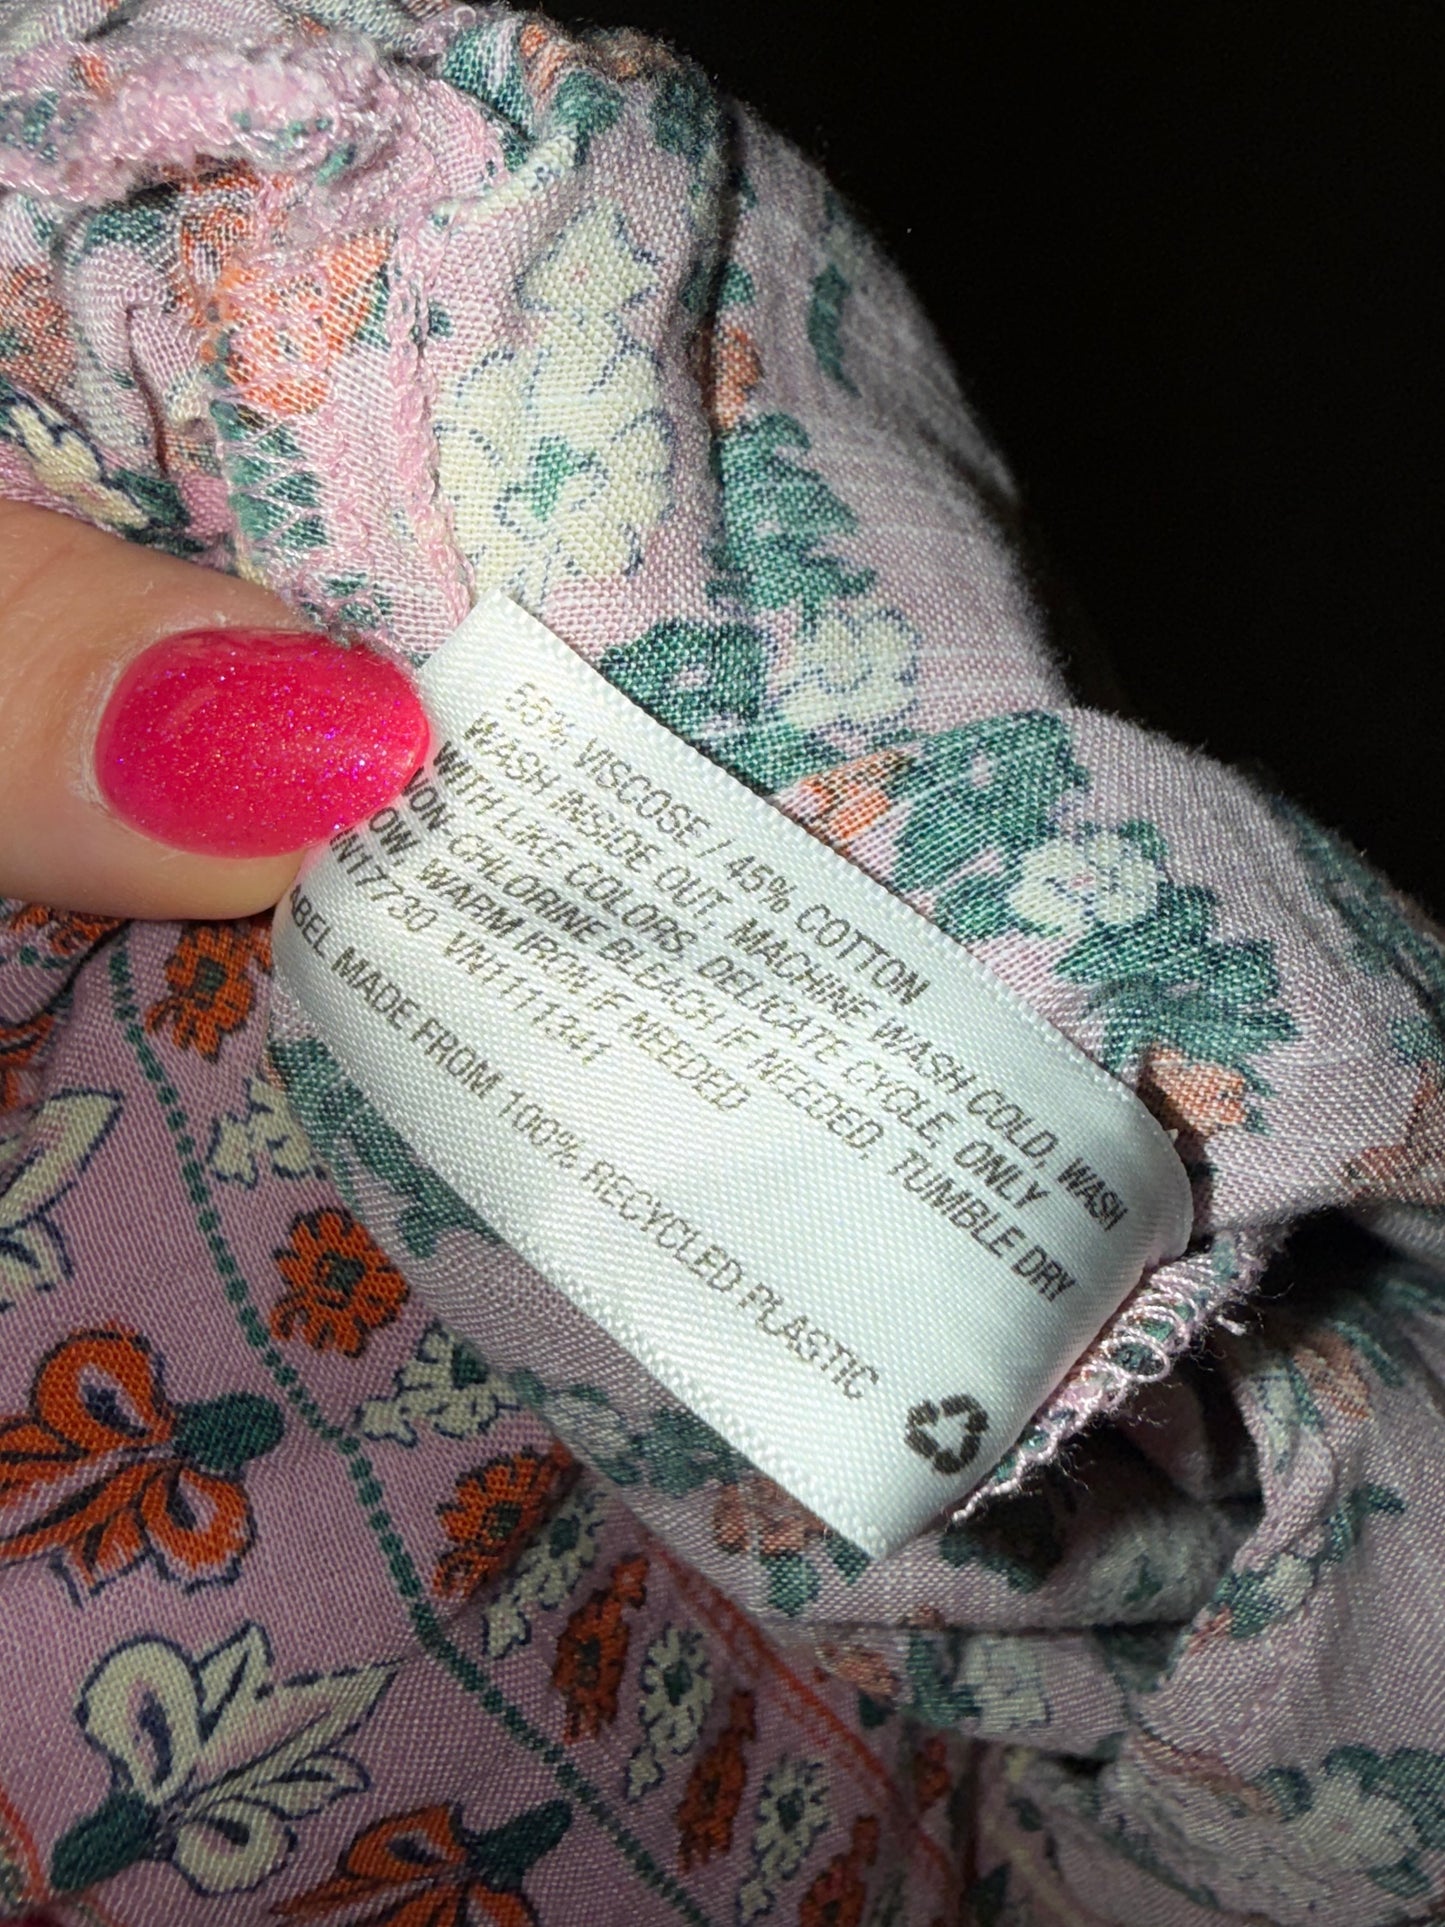 55% VISCOSE / 45% COTTON
WASH INSIDE OUT, MACHINE WASH COLD, WASH
WITH LIKE COLORS, DELICATE CYCLE, ONLY
NON-CHLORINE BLEACH IF NEEDED, TUMBLE DRY
LOW, WARM IRON IF NEEDED
RN17730 VN111341
LABEL MADE FROM 100% RECYCLED PLASTIC